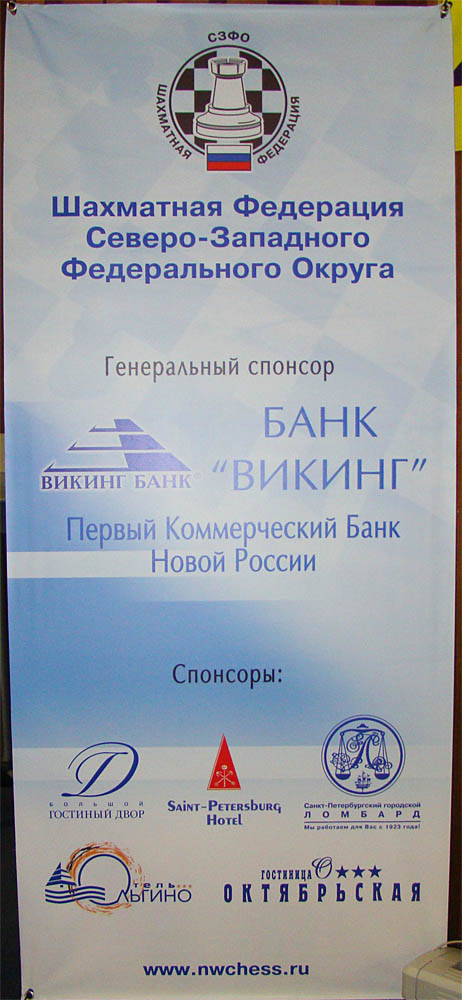 СЗФО
ШАХМАТНАЯ ФЕДЕРАЦИЯ
Шахматная Федерация
Северо-Западного
Федерального Округа
Генеральный спонсор
ВИКИНГ БАНК®
БАНК
"ВИКИНГ"
Первый Коммерческий Банк
Новой России
Спонсоры:
Д
БОЛЬШОЙ
ГОСТИНЫЙ ДВОР
SAINT-PETERSBURG
HOTEL
Л
Санкт-Петербургский городской
ЛОМБАРД
Мы работаем для Вас с 1923 года!
Отель...
Ольгино
ГОСТИНИЦА О★★★
ОКТЯБРЬСКАЯ
www.nwchess.ru